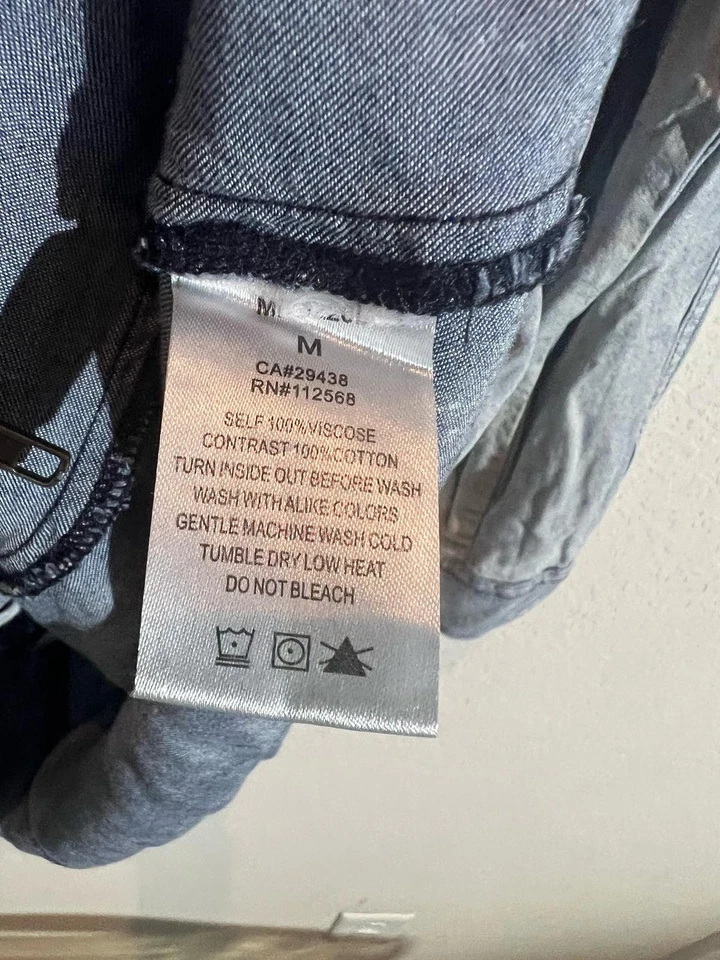 M
CA#29438
RN#112568
SELF 100% VISCOSE
CONTRAST 100% COTTON
TURN INSIDE OUT BEFORE WASH
WASH WITH ALIKE COLORS
GENTLE MACHINE WASH COLD
TUMBLE DRY LOW HEAT
DO NOT BLEACH